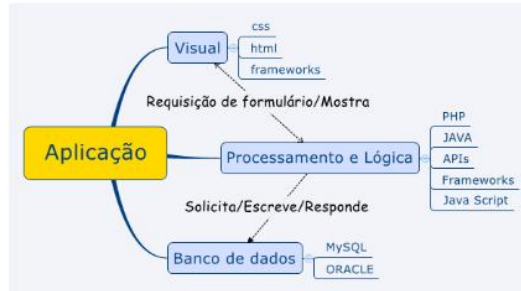 Aplicação
Visual
css
html
frameworks
Requisição de formulário/Mostra
Processamento e Lógica
PHP
JAVA
APIs
Frameworks
Java Script
Solicita/Escreve/Responde
Banco de dados
MySQL
ORACLE